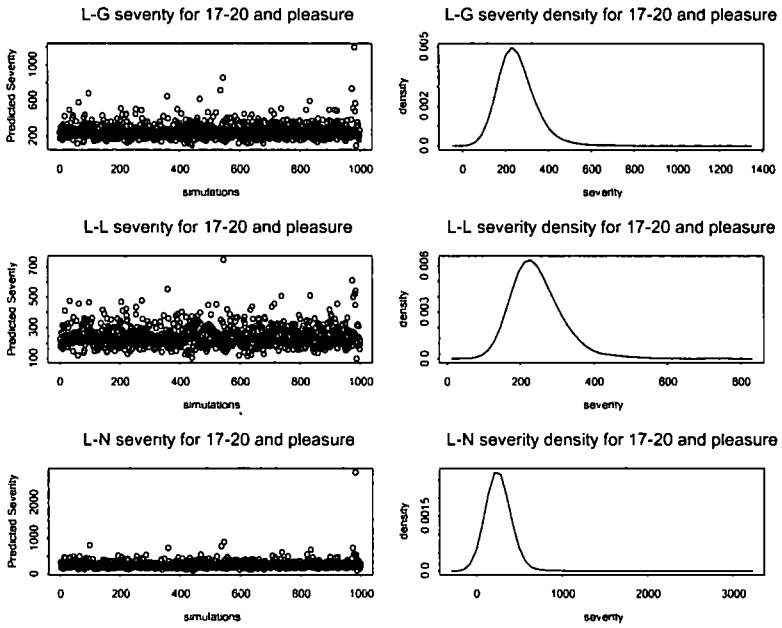 L-G severity for 17-20 and pleasure
Predicted Severity
200 600 1000
0 200 400 600 800 1000
simulations
L-G severity density for 17-20 and pleasure
density
0.0 0.002 0.005
0 200 400 600 800 1000 1200 1400
severity
L-L severity for 17-20 and pleasure
Predicted Severity
100 300 500 700
0 200 400 600 800 1000
simulations
L-L severity density for 17-20 and pleasure
density
0.0 0.003 0.006
0 200 400 600 800
severity
L-N severity for 17-20 and pleasure
Predicted Severity
0 1000 2000
0 200 400 600 800 1000
simulations
L-N severity density for 17-20 and pleasure
density
0.0 0.0015
0 1000 2000 3000
severity